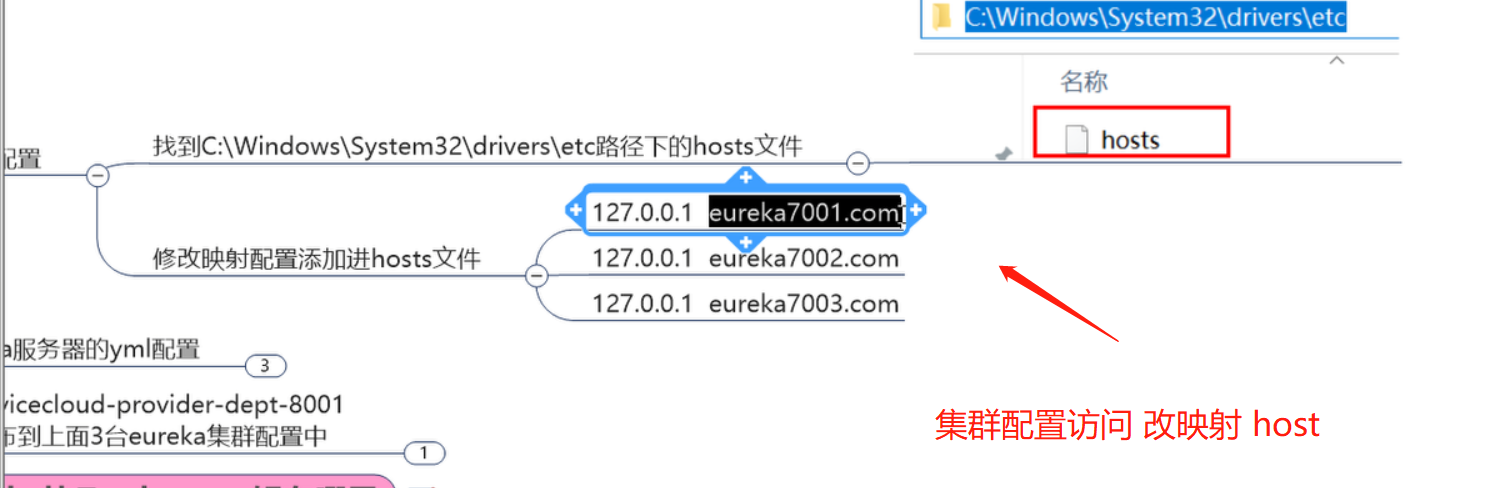 C:\Windows\System32\drivers\etc
名称
hosts
配置
找到C:\Windows\System32\drivers\etc路径下的hosts文件
修改映射配置添加进hosts文件
127.0.0.1 eureka7001.com
127.0.0.1 eureka7002.com
127.0.0.1 eureka7003.com
a服务器的yml配置
3
vicecloud-provider-dept-8001
布到上面3台eureka集群配置中
1
集群配置访问 改映射 host